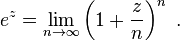 e^z = \lim_{n \to \infty} \left( 1 + \frac{z}{n} \right)^n .